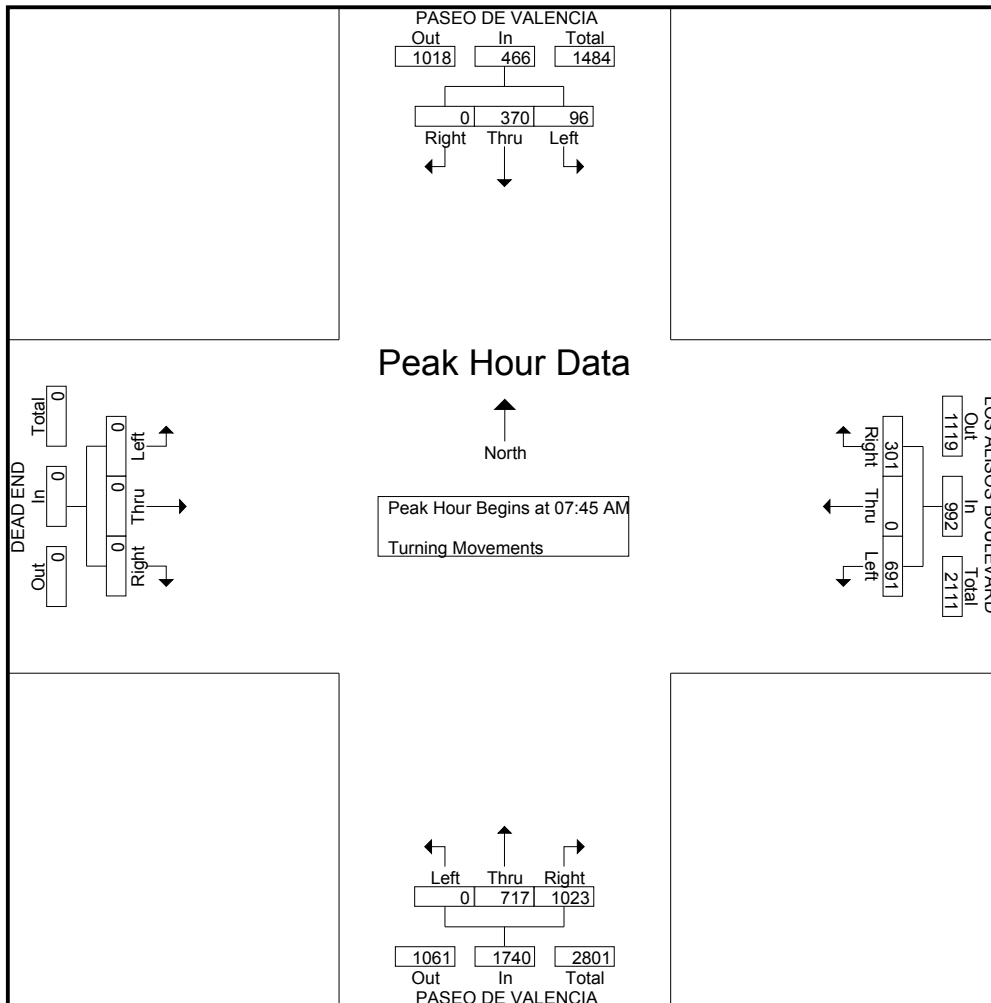 PASEO DE VALENCIA
Out In Total
1018 466 1484
0 370 96
Right Thru Left
Peak Hour Data
North
Peak Hour Begins at 07:45 AM
Turning Movements
DEAD END
Total In Out
0 0 0
0 0 0
Left Thru Right
LOS ALISOS BOULEVARD
Out In Total
1119 992 2111
301 0 691
Right Thru Left
Left Thru Right
0 717 1023
1061 1740 2801
Out In Total
PASEO DE VALENCIA